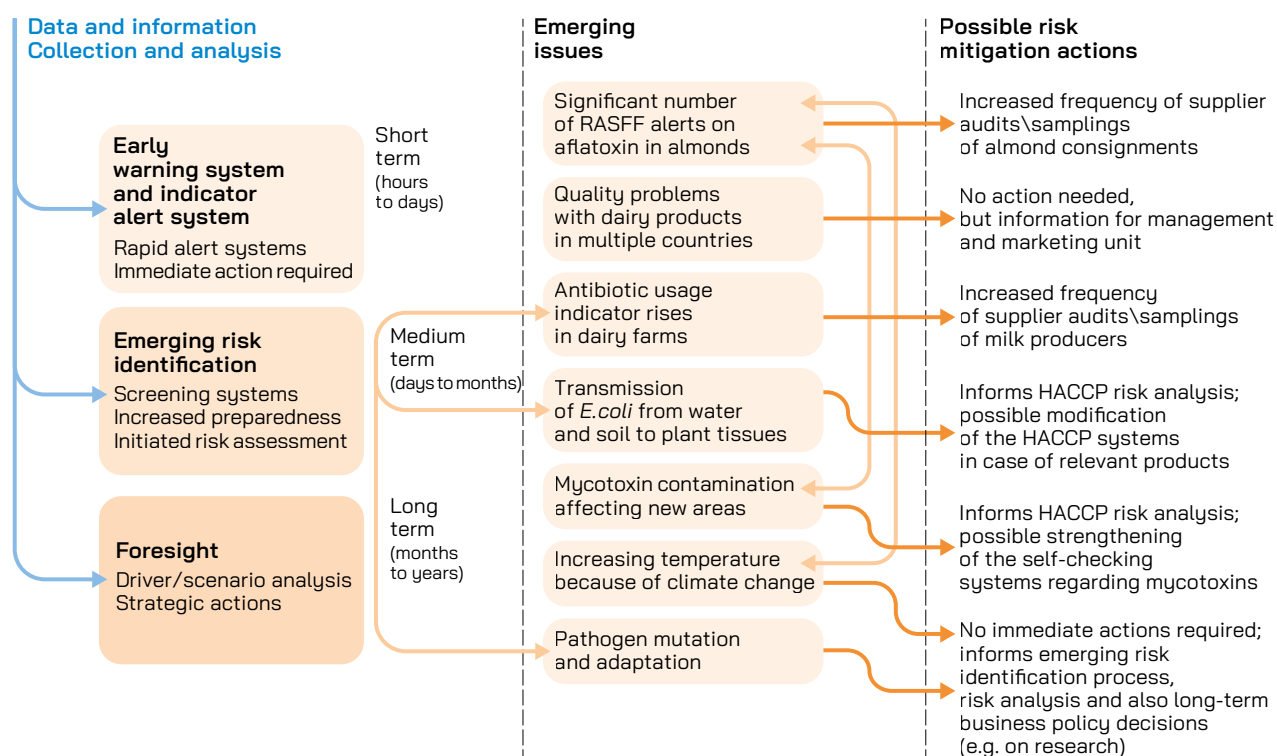 Data and information
Collection and analysis
Early
warning system
and indicator
alert system
Rapid alert systems
Immediate action required
Short
term
(hours
to days)
Emerging risk
identification
Screening systems
Increased preparedness
Initiated risk assessment
Medium
term
(days to months)
Foresight
Driver/scenario analysis
Strategic actions
Long
term
(months
to years)
Emerging
issues
Significant number
of RASFF alerts on
aflatoxin in almonds
Quality problems
with dairy products
in multiple countries
Antibiotic usage
indicator rises
in dairy farms
Transmission
of E.coli from water
and soil to plant tissues
Mycotoxin contamination
affecting new areas
Increasing temperature
because of climate change
Pathogen mutation
and adaptation
Possible risk
mitigation actions
Increased frequency of supplier
audits\samplings
of almond consignments
No action needed,
but information for management
and marketing unit
Increased frequency
of supplier audits\samplings
of milk producers
Informs HACCP risk analysis;
possible modification
of the HACCP systems
in case of relevant products
Informs HACCP risk analysis;
possible strengthening
of the self-checking
systems regarding mycotoxins
No immediate actions required;
informs emerging risk
identification process,
risk analysis and also long-term
business policy decisions
(e.g. on research)